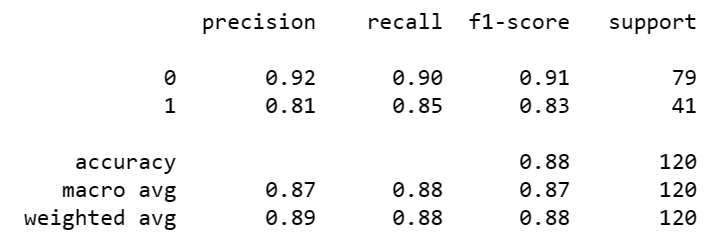 precision recall f1-score support
0 0.92 0.90 0.91 79
1 0.81 0.85 0.83 41
accuracy 0.88 120
macro avg 0.87 0.88 0.87 120
weighted avg 0.89 0.88 0.88 120